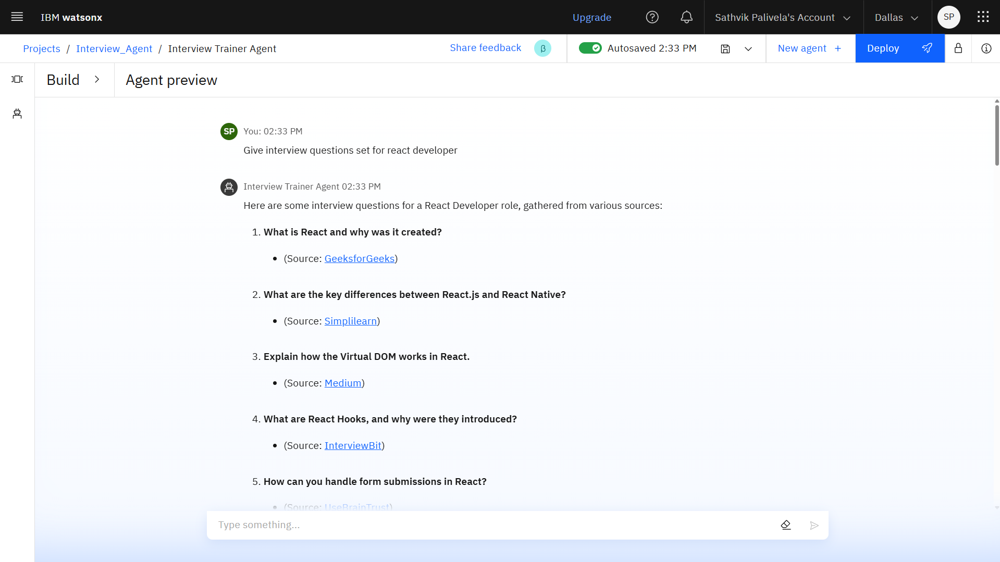 IBM watsonx
Upgrade
Sathvik Palivela's Account
Dallas
SP
Projects / Interview_Agent / Interview Trainer Agent
Share feedback
β
Autosaved 2:33 PM
New agent +
Deploy
Build
Agent preview
SP
You: 02:33 PM
Give interview questions set for react developer
Interview Trainer Agent 02:33 PM
Here are some interview questions for a React Developer role, gathered from various sources:
1. What is React and why was it created?
• (Source: GeeksforGeeks)
2. What are the key differences between React.js and React Native?
• (Source: Simplilearn)
3. Explain how the Virtual DOM works in React.
• (Source: Medium)
4. What are React Hooks, and why were they introduced?
• (Source: InterviewBit)
5. How can you handle form submissions in React?
• (Source: UseBrainTrust)
Type something...